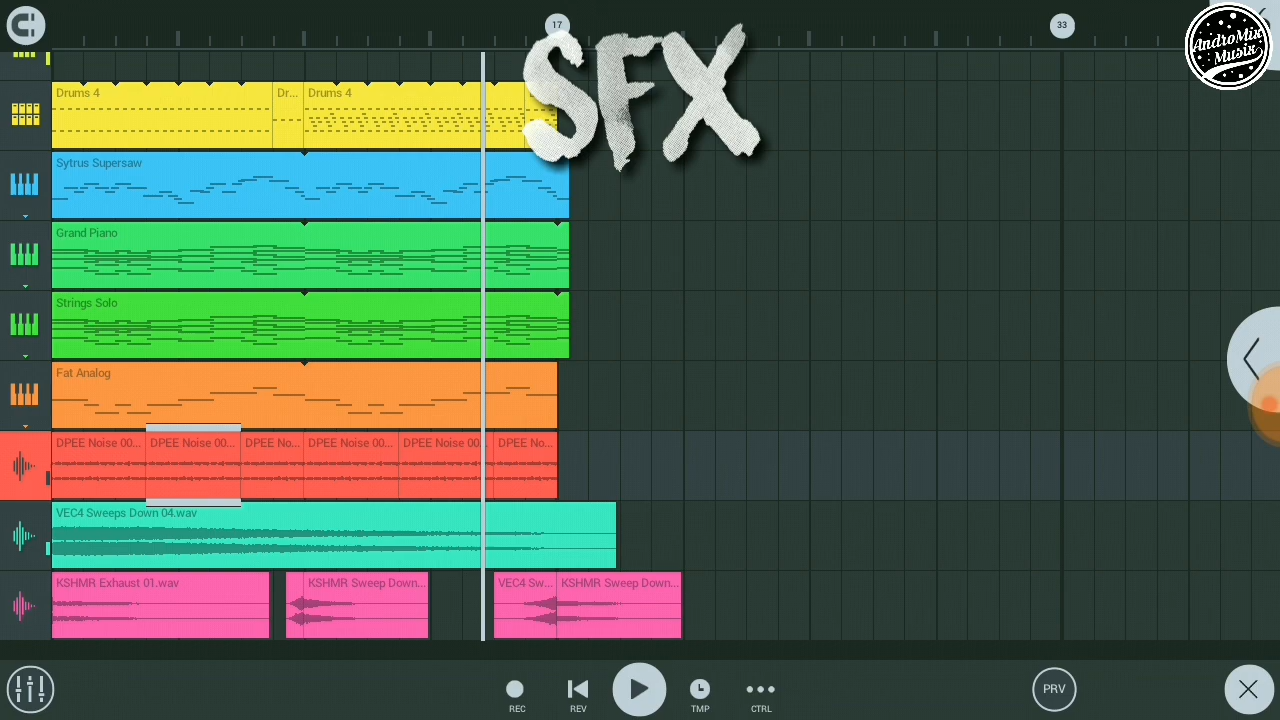 17
33
SFX
AndroMix
Musix
Drums 4
Dr...
Drums 4
Sytrus Supersaw
Grand Piano
Strings Solo
Fat Analog
DPEE Noise 00...
DPEE Noise 00...
DPEE No...
DPEE Noise 00...
DPEE Noise 00...
DPEE No...
VEC4 Sweeps Down 04.wav
KSHMR Exhaust 01.wav
KSHMR Sweep Down...
VEC4 Sw...
KSHMR Sweep Down...
REC
REV
TMP
CTRL
PRV